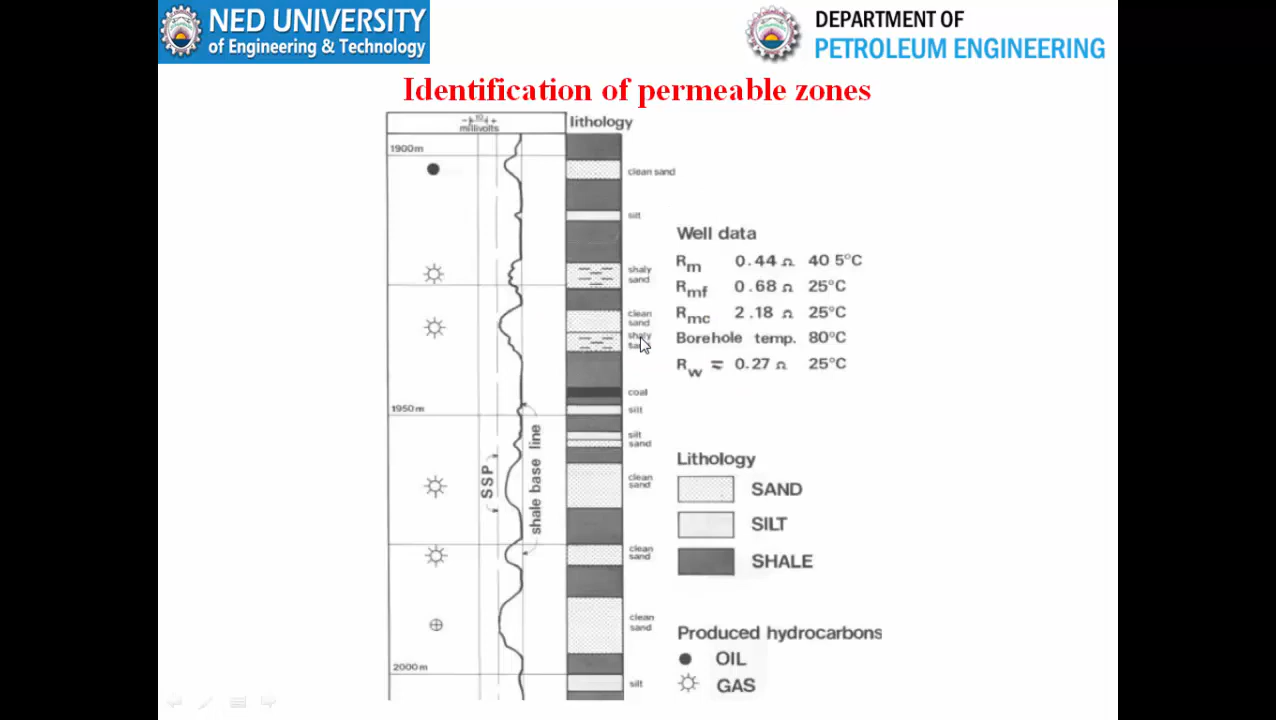 NED UNIVERSITY
of Engineering & Technology
DEPARTMENT OF
PETROLEUM ENGINEERING
Identification of permeable zones
- 10 +
millivolts
lithology
1900m
clean sand
silt
shaly
sand
clean
sand
shaly
coal
1950m
silt
silt
sand
SSP
shale base line
clean
sand
clean
sand
clean
sand
2000m
silt
Well data
Rm 0.44 Ω 40 5°C
Rmf 0.68 Ω 25°C
Rmc 2.18 Ω 25°C
Borehole temp. 80°C
Rw = 0.27 Ω 25°C
Lithology
SAND
SILT
SHALE
Produced hydrocarbons
OIL
GAS